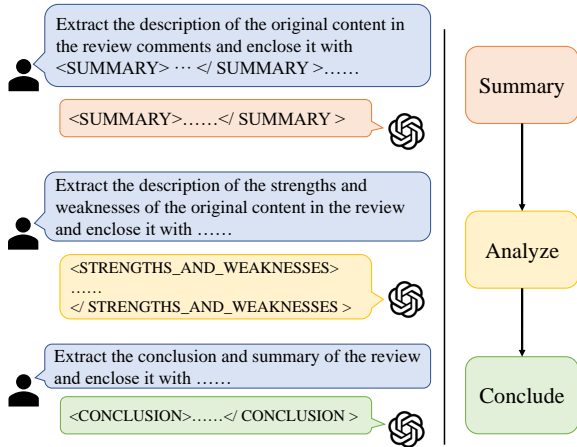 Extract the description of the original content in
the review comments and enclose it with
<SUMMARY> ··· </ SUMMARY >……
<SUMMARY>……</ SUMMARY >
Extract the description of the strengths and
weaknesses of the original content in the review
and enclose it with ……
<STRENGTHS_AND_WEAKNESSES>
……
</ STRENGTHS_AND_WEAKNESSES >
Extract the conclusion and summary of the review
and enclose it with ……
<CONCLUSION>……</ CONCLUSION >
Summary
Analyze
Conclude